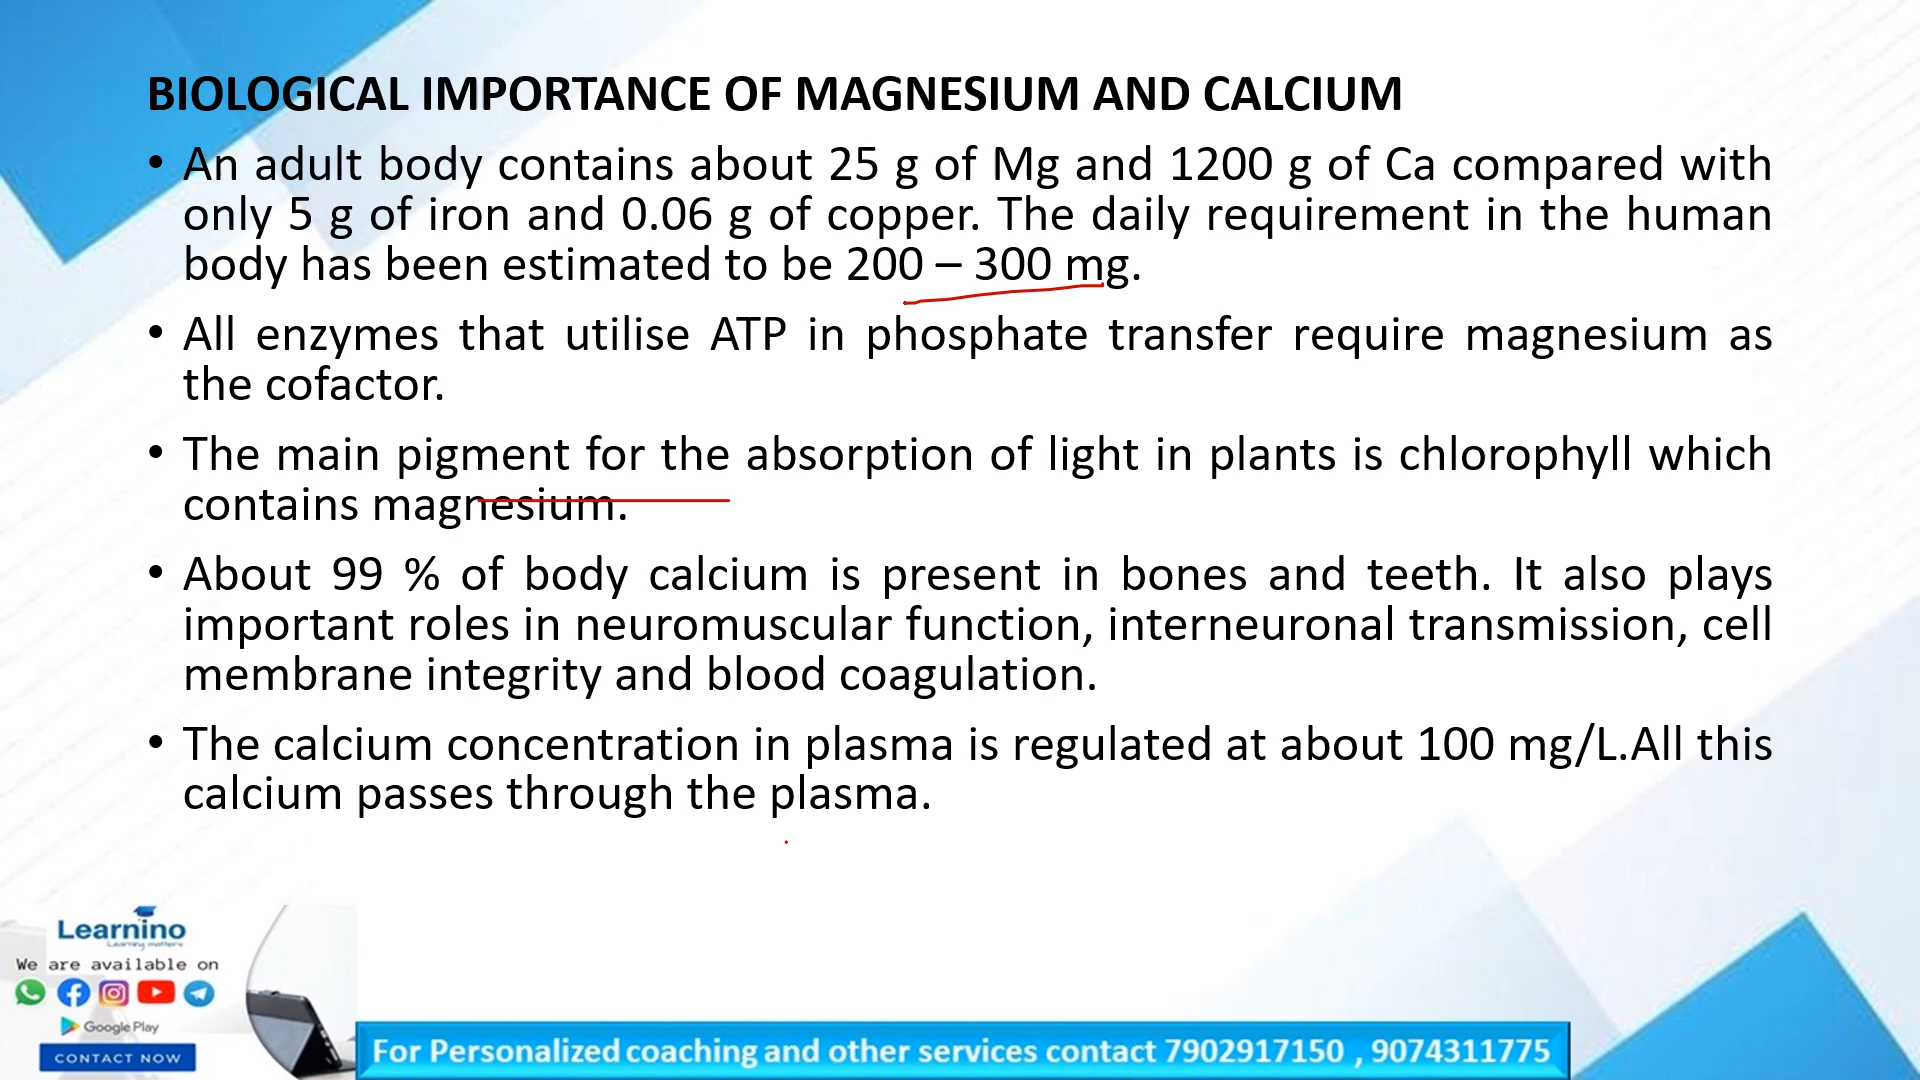 BIOLOGICAL IMPORTANCE OF MAGNESIUM AND CALCIUM
• An adult body contains about 25 g of Mg and 1200 g of Ca compared with
only 5 g of iron and 0.06 g of copper. The daily requirement in the human
body has been estimated to be 200 – 300 mg.
• All enzymes that utilise ATP in phosphate transfer require magnesium as
the cofactor.
• The main pigment for the absorption of light in plants is chlorophyll which
contains magnesium.
• About 99 % of body calcium is present in bones and teeth. It also plays
important roles in neuromuscular function, interneuronal transmission, cell
membrane integrity and blood coagulation.
• The calcium concentration in plasma is regulated at about 100 mg/L.All this
calcium passes through the plasma.
Learnino
Learning matters
We are available on
Google Play
CONTACT NOW
For Personalized coaching and other services contact 7902917150 , 9074311775